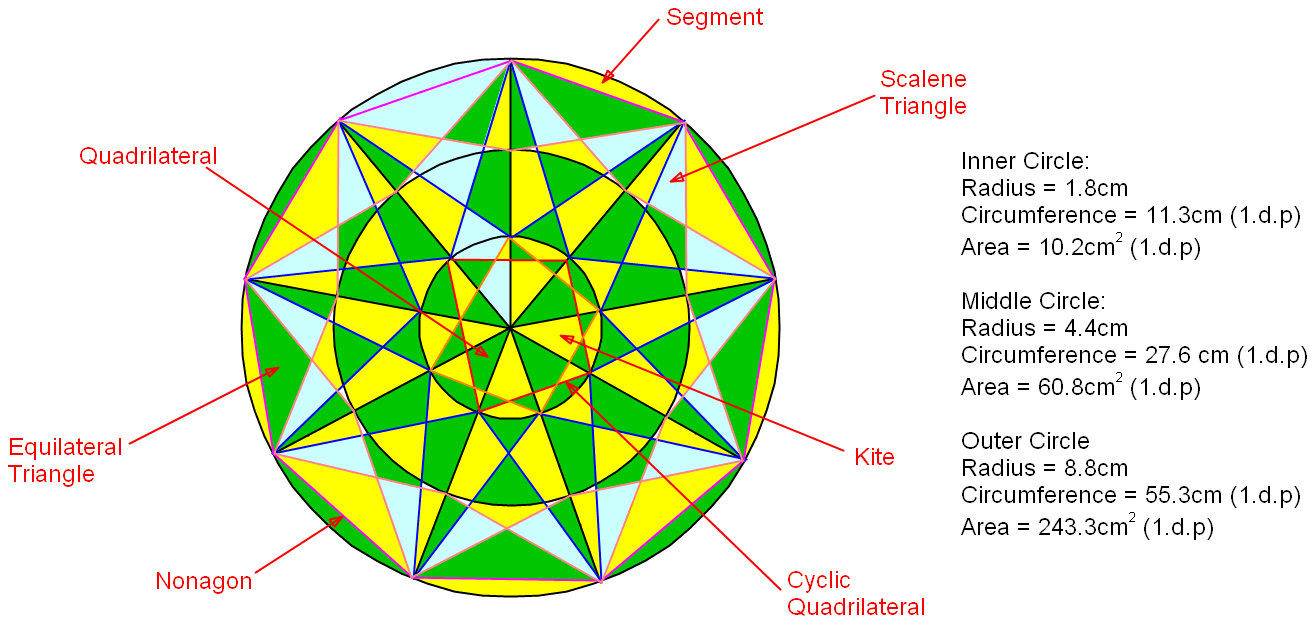 Segment
Scalene
Triangle
Quadrilateral
Inner Circle:
Radius = 1.8cm
Circumference = 11.3cm (1.d.p)
Area = 10.2cm² (1.d.p)
Middle Circle:
Radius = 4.4cm
Circumference = 27.6 cm (1.d.p)
Area = 60.8cm² (1.d.p)
Equilateral
Triangle
Kite
Outer Circle
Radius = 8.8cm
Circumference = 55.3cm (1.d.p)
Area = 243.3cm² (1.d.p)
Nonagon
Cyclic
Quadrilateral